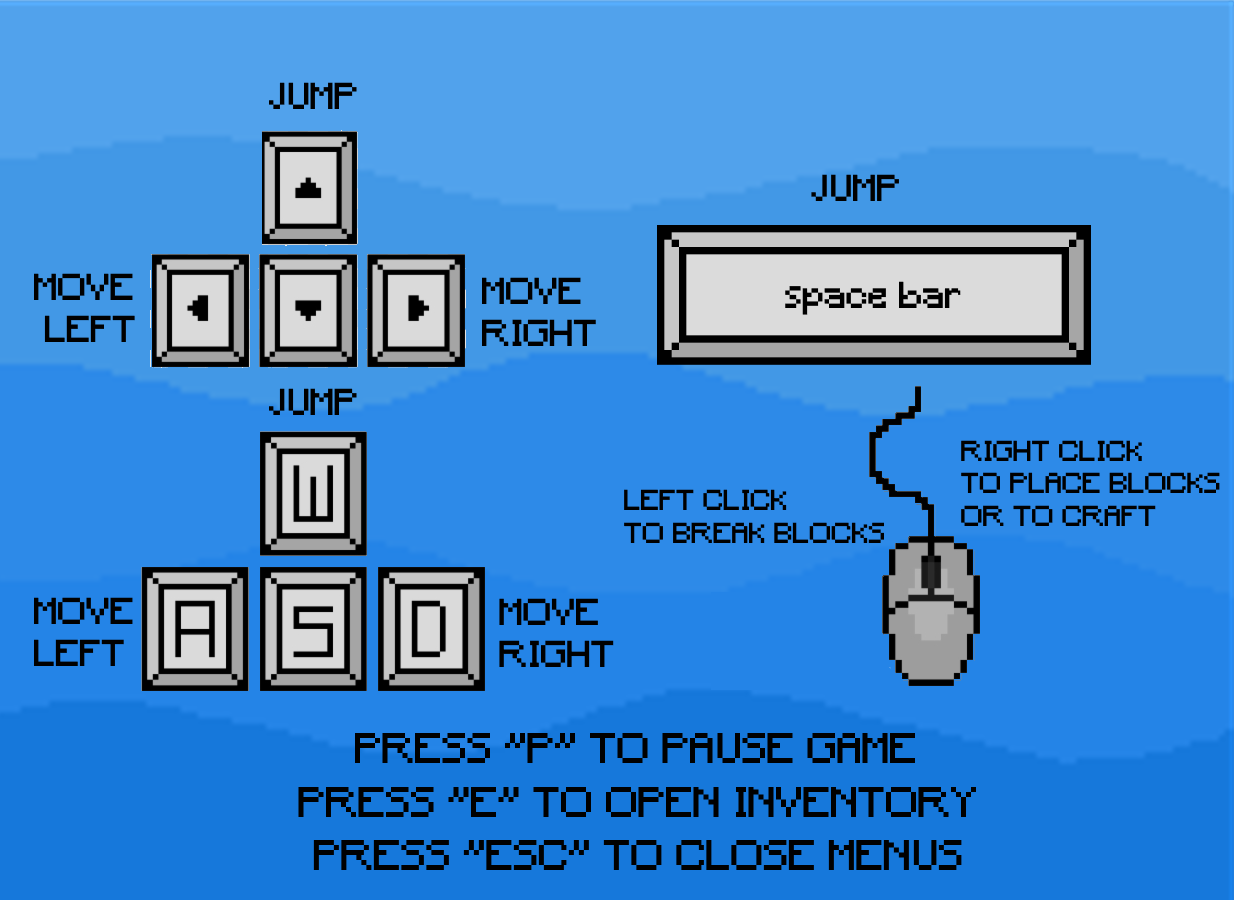 JUMP
MOVE
LEFT
MOVE
RIGHT
JUMP
space bar
JUMP
W
MOVE
LEFT
A
S
D
MOVE
RIGHT
LEFT CLICK
TO BREAK BLOCKS
RIGHT CLICK
TO PLACE BLOCKS
OR TO CRAFT
PRESS "P" TO PAUSE GAME
PRESS "E" TO OPEN INVENTORY
PRESS "ESC" TO CLOSE MENUS